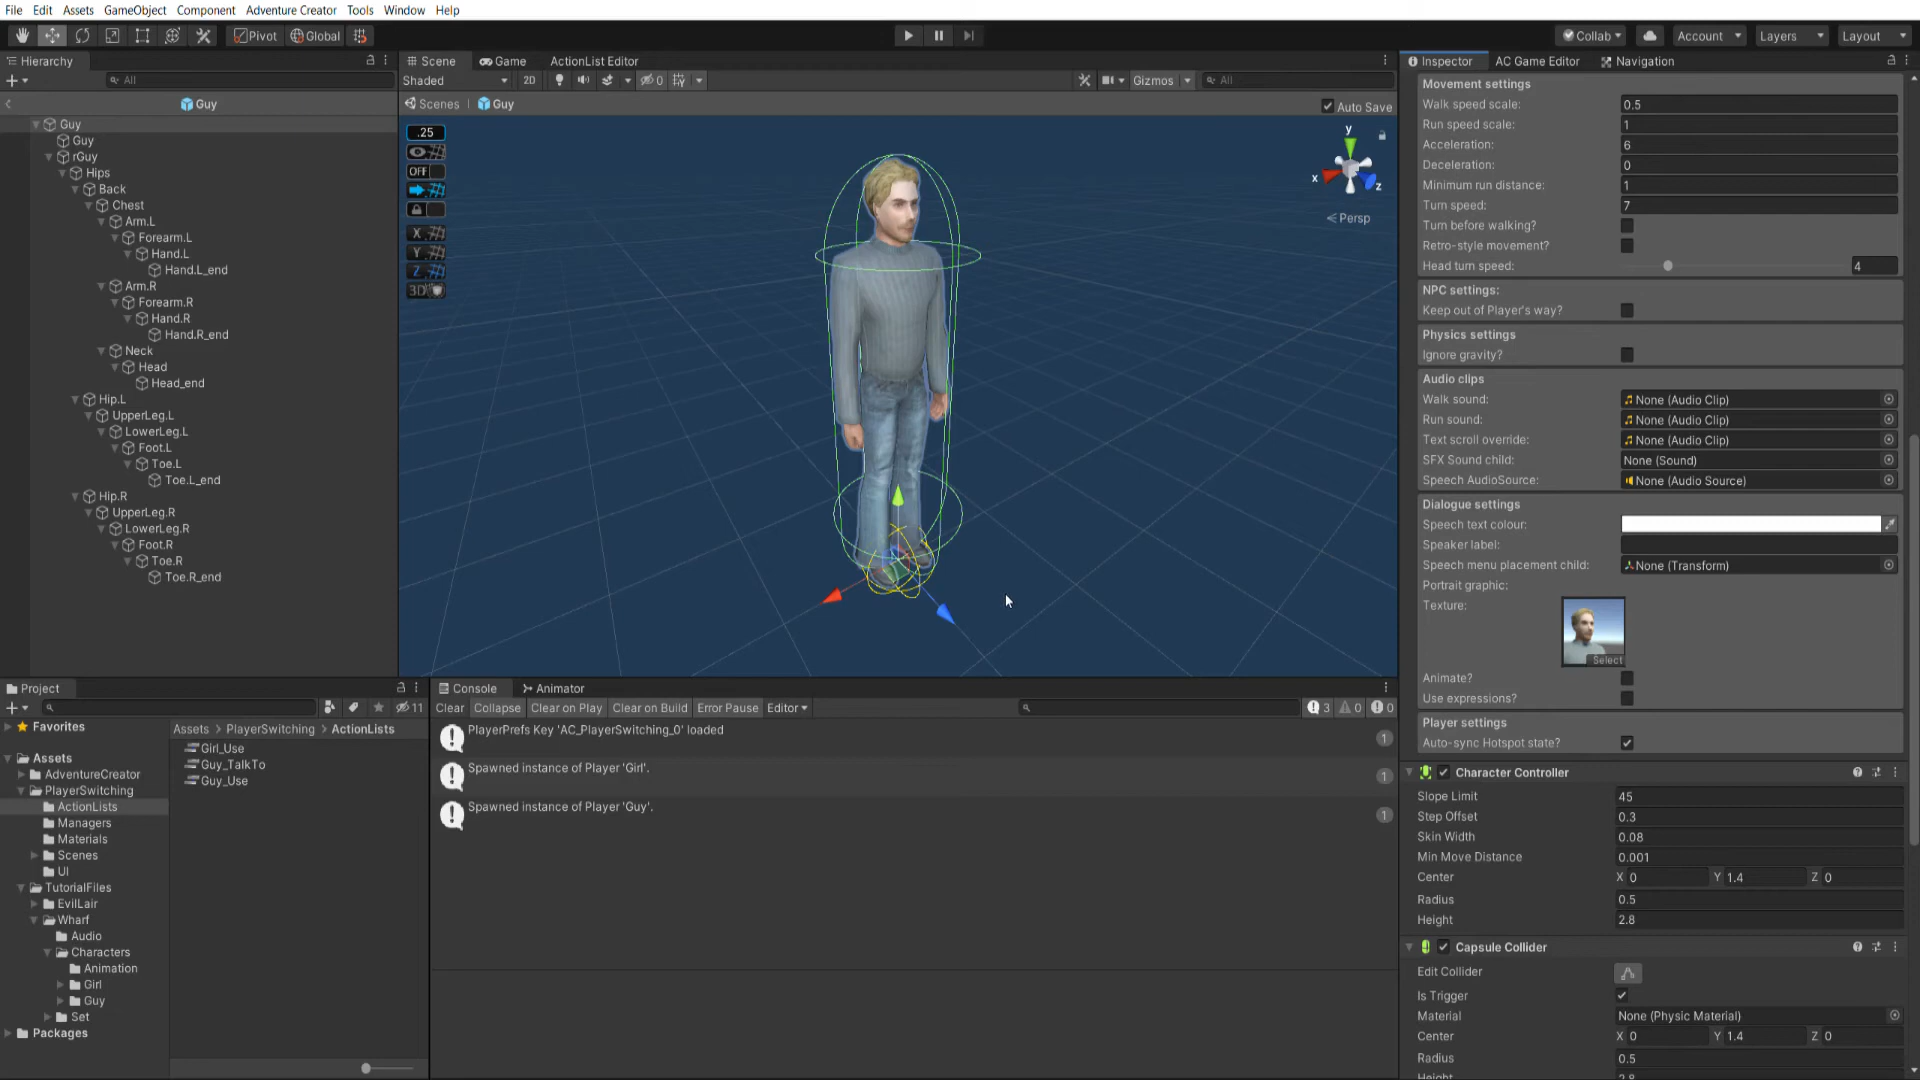 File Edit Assets GameObject Component Adventure Creator Tools Window Help
Pivot Global Collab Account Layers Layout
Hierarchy
All
Guy
Guy
Guy
rGuy
Hips
Back
Chest
Arm.L
Forearm.L
Hand.L
Hand.L_end
Arm.R
Forearm.R
Hand.R
Hand.R_end
Neck
Head
Head_end
Hip.L
UpperLeg.L
LowerLeg.L
Foot.L
Toe.L
Toe.L_end
Hip.R
UpperLeg.R
LowerLeg.R
Foot.R
Toe.R
Toe.R_end
Scene Game ActionList Editor
Shaded 2D 0 Gizmos All
Scenes Guy Auto Save
.25
OFF
X
Y
Z
3D
y
x
z
Persp
Inspector AC Game Editor Navigation
Movement settings
Walk speed scale: 0.5
Run speed scale: 1
Acceleration: 6
Deceleration: 0
Minimum run distance: 1
Turn speed: 7
Turn before walking?
Retro-style movement?
Head turn speed: 4
NPC settings:
Keep out of Player's way?
Physics settings
Ignore gravity?
Audio clips
Walk sound: None (Audio Clip)
Run sound: None (Audio Clip)
Text scroll override: None (Audio Clip)
SFX Sound child: None (Sound)
Speech AudioSource: None (Audio Source)
Dialogue settings
Speech text colour:
Speaker label:
Speech menu placement child: None (Transform)
Portrait graphic:
Texture:
Select
Animate?
Use expressions?
Player settings
Auto-sync Hotspot state?
Character Controller
Slope Limit 45
Step Offset 0.3
Skin Width 0.08
Min Move Distance 0.001
Center X 0 Y 1.4 Z 0
Radius 0.5
Height 2.8
Capsule Collider
Edit Collider
Is Trigger
Material None (Physic Material)
Center X 0 Y 1.4 Z 0
Radius 0.5
Height 2.8
Project
11
Favorites
Assets
AdventureCreator
PlayerSwitching
ActionLists
Managers
Materials
Scenes
UI
TutorialFiles
EvilLair
Wharf
Audio
Characters
Animation
Girl
Guy
Set
Packages
Assets PlayerSwitching ActionLists
Girl_Use
Guy_TalkTo
Guy_Use
Console Animator
Clear Collapse Clear on Play Clear on Build Error Pause Editor 3 0 0
PlayerPrefs Key 'AC_PlayerSwitching_0' loaded 1
Spawned instance of Player 'Girl'. 1
Spawned instance of Player 'Guy'. 1